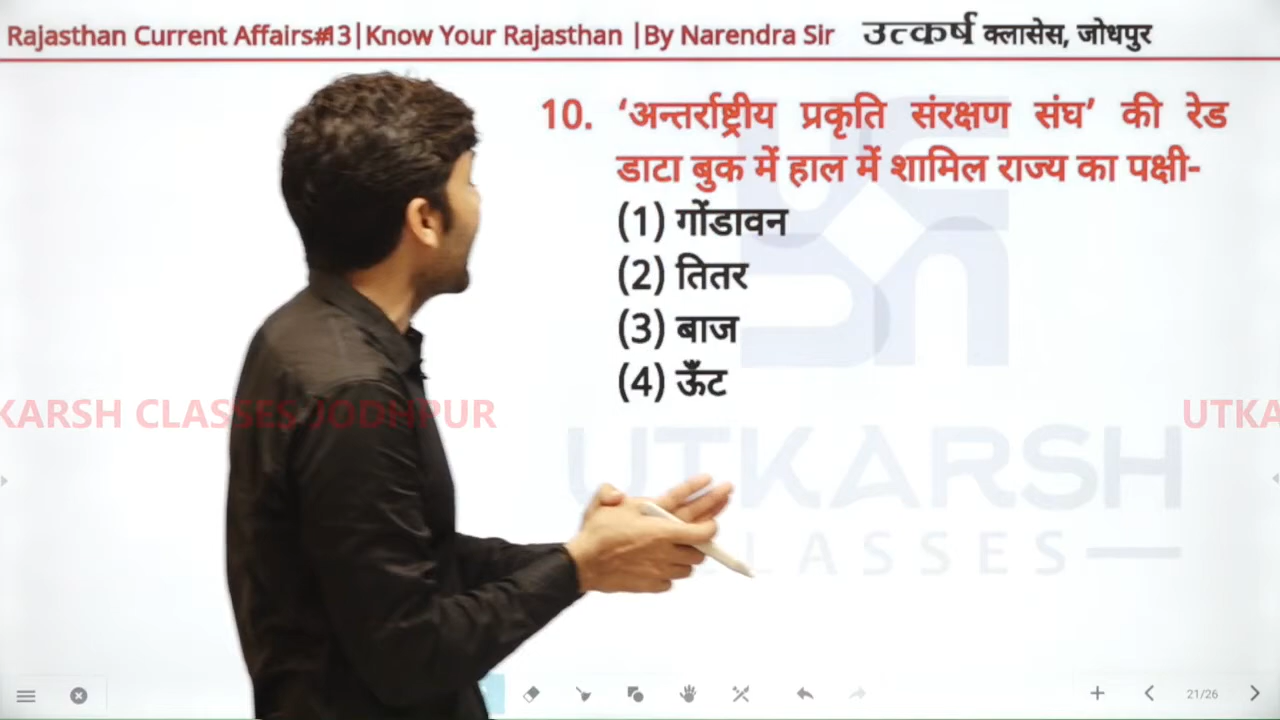 Rajasthan Current Affairs#13|Know Your Rajasthan |By Narendra Sir उत्कर्ष क्लासेस, जोधपुर
10. ‘अन्तर्राष्ट्रीय प्रकृति संरक्षण संघ’ की रेड
डाटा बुक में हाल में शामिल राज्य का पक्षी-
(1) गोंडावन
(2) तितर
(3) बाज
(4) ऊँट
KARSH CLASSES JODHPUR UTKA
UTKARSH
LASSES
21/26